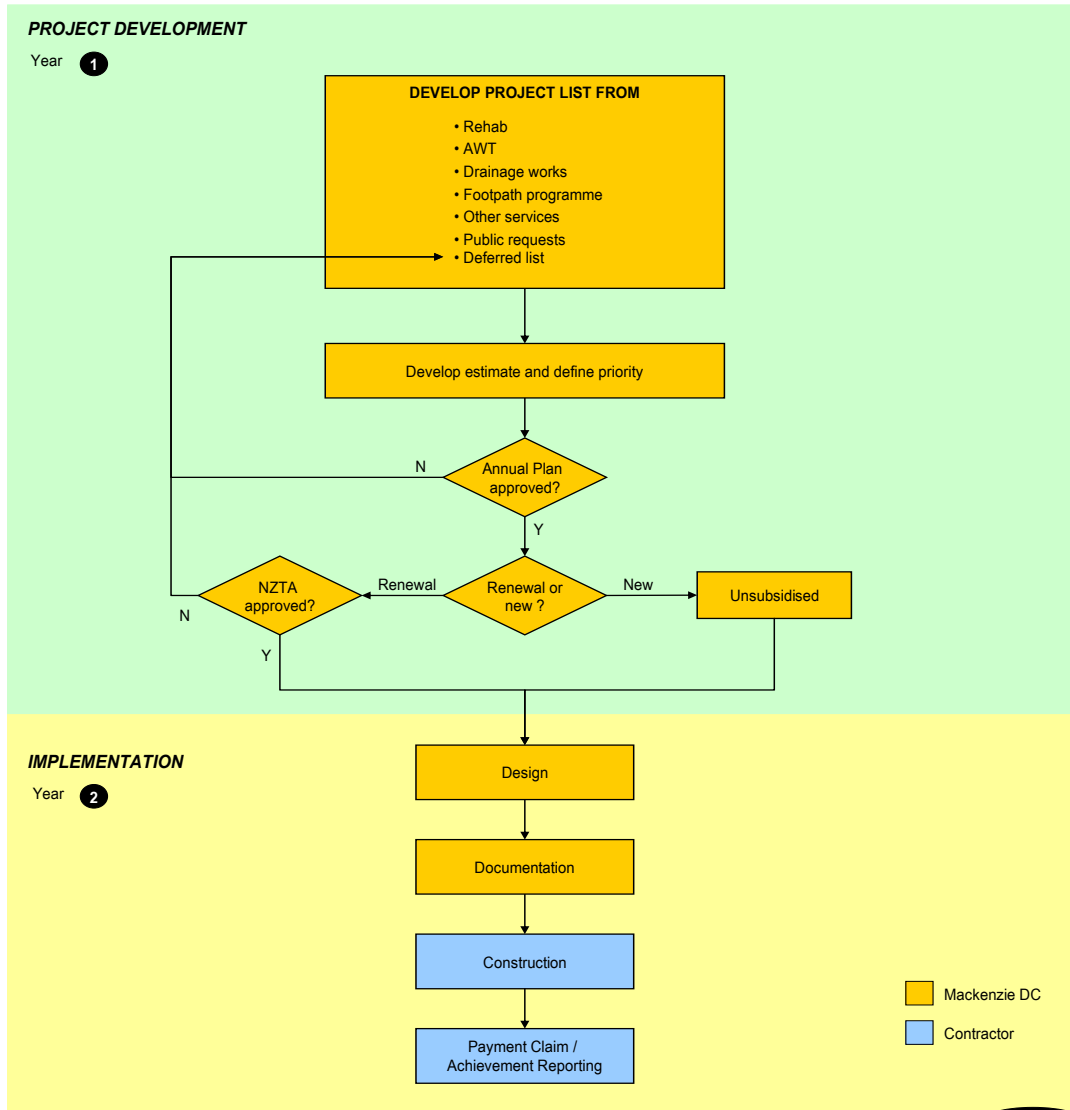 PROJECT DEVELOPMENT
Year 1
DEVELOP PROJECT LIST FROM
• Rehab
• AWT
• Drainage works
• Footpath programme
• Other services
• Public requests
• Deferred list
Develop estimate and define priority
Annual Plan
approved?
N
Y
Renewal or
new ?
Renewal
New
NZTA
approved?
Unsubsidised
N
Y
IMPLEMENTATION
Year 2
Design
Documentation
Construction
Payment Claim /
Achievement Reporting
Mackenzie DC
Contractor